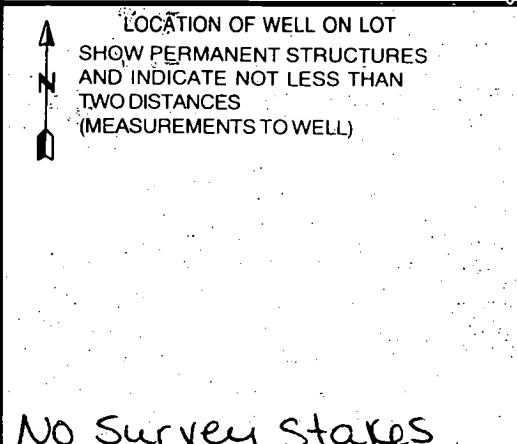 LOCATION OF WELL ON LOT
SHOW PERMANENT STRUCTURES
AND INDICATE NOT LESS THAN
TWO DISTANCES
(MEASUREMENTS TO WELL)
N
No Survey Stakes